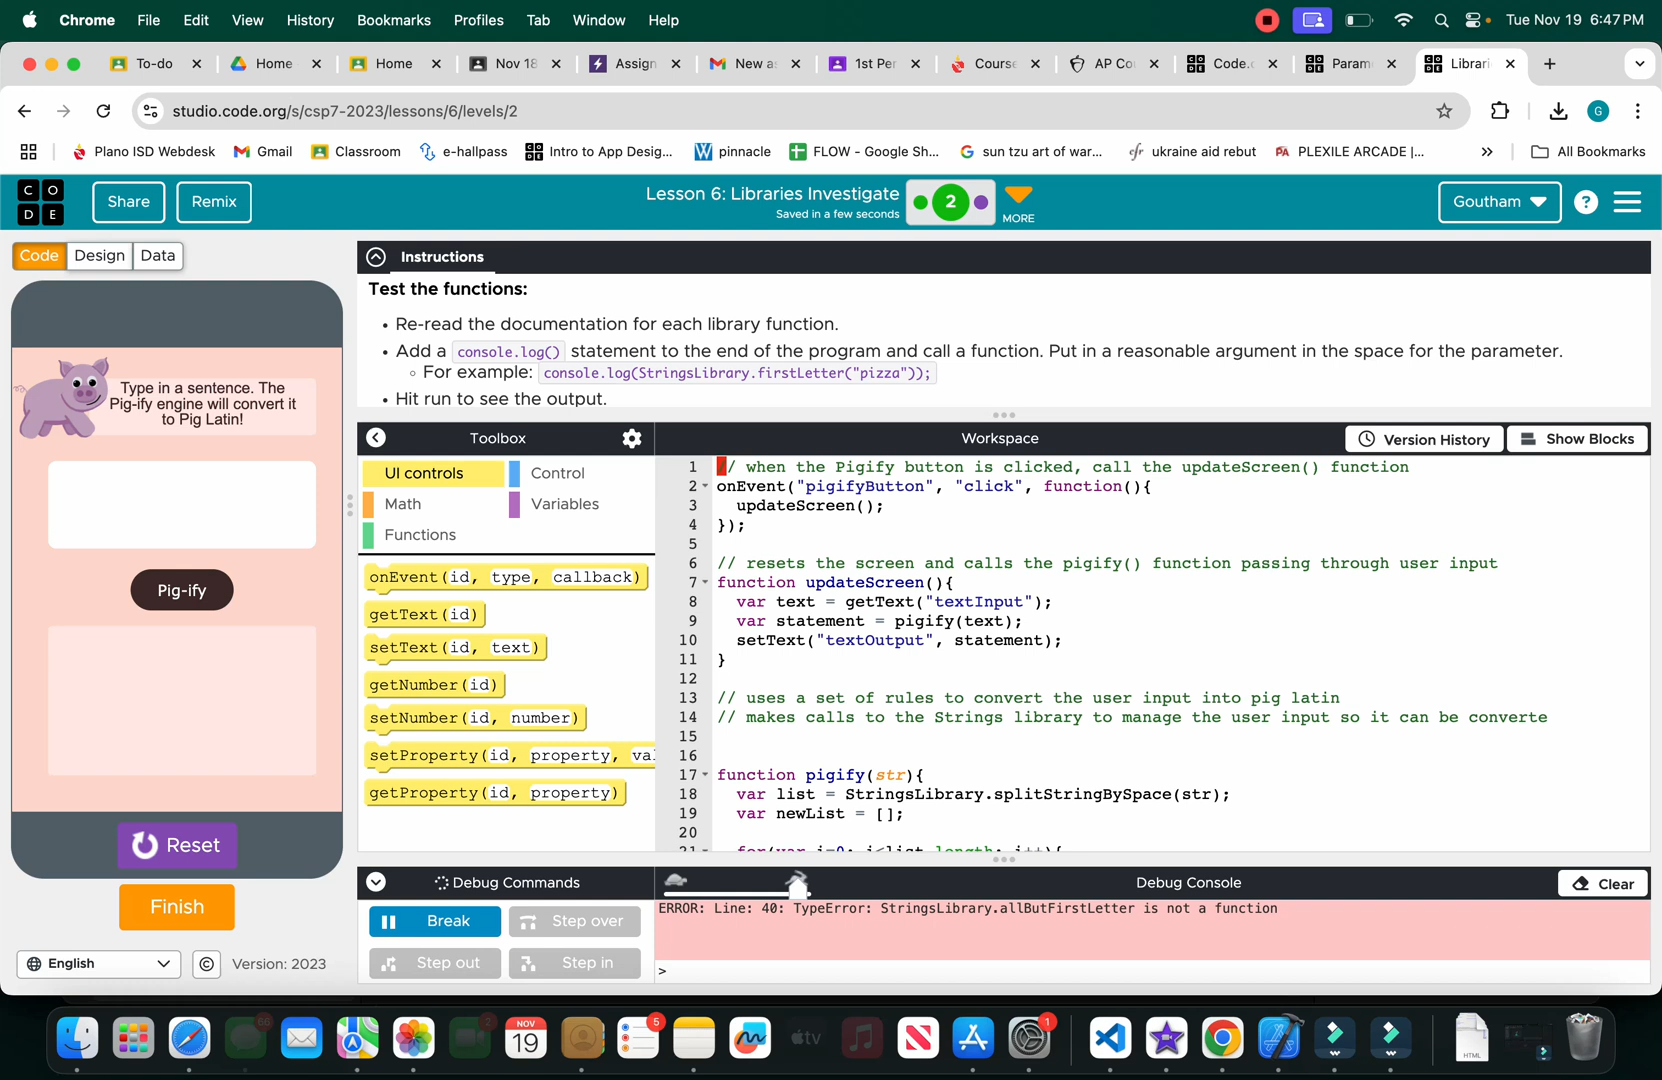 Chrome File Edit View History Bookmarks Profiles Tab Window Help Tue Nov 19 6:47 PM
To-do Home Home Nov 18 Assign New a 1st Per Course AP Co Code.c Param Librari
studio.code.org/s/csp7-2023/lessons/6/levels/2 G
Plano ISD Webdesk Gmail Classroom e-hallpass Intro to App Desig... pinnacle FLOW - Google Sh... sun tzu art of war... cfr ukraine aid rebut PA PLEXILE ARCADE |... » All Bookmarks
C O D E Share Remix Lesson 6: Libraries Investigate 2 MORE Goutham ?
Saved in a few seconds
Code Design Data
Instructions
Test the functions:
• Re-read the documentation for each library function.
• Add a console.log() statement to the end of the program and call a function. Put in a reasonable argument in the space for the parameter.
◦ For example: console.log(StringsLibrary.firstLetter("pizza"));
• Hit run to see the output.
Type in a sentence. The
Pig-ify engine will convert it
to Pig Latin!
Pig-ify
Reset
Finish
English © Version: 2023
Toolbox Workspace Version History Show Blocks
UI controls Control
Math Variables
Functions
onEvent(id, type, callback)
getText(id)
setText(id, text)
getNumber(id)
setNumber(id, number)
setProperty(id, property, val
getProperty(id, property)
1 // when the Pigify button is clicked, call the updateScreen() function
2 onEvent("pigifyButton", "click", function(){
3 updateScreen();
4 });
5
6 // resets the screen and calls the pigify() function passing through user input
7 function updateScreen(){
8 var text = getText("textInput");
9 var statement = pigify(text);
10 setText("textOutput", statement);
11 }
12
13 // uses a set of rules to convert the user input into pig latin
14 // makes calls to the Strings library to manage the user input so it can be converte
15
16
17 function pigify(str){
18 var list = StringsLibrary.splitStringBySpace(str);
19 var newList = [];
20
21 for(var i=0; i<list.length; i++){
Debug Commands Debug Console Clear
Break Step over
Step out Step in
ERROR: Line: 40: TypeError: StringsLibrary.allButFirstLetter is not a function
>
66 2 NOV 19 5 tv 1 HTML